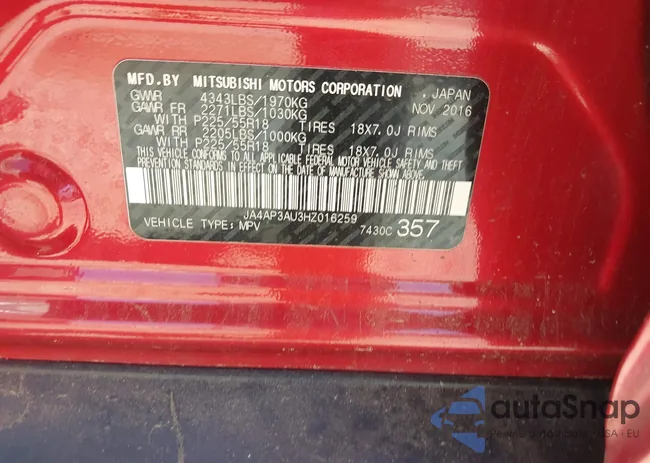 MFD.BY MITSUBISHI MOTORS CORPORATION , JAPAN
GVWR 4343LBS/1970KG NOV.2016
GAWR FR 2271LBS/1030KG
WITH P225/55R18 TIRES 18X7.0J RIMS
GAWR RR 2205LBS/1000KG
WITH P225/55R18 TIRES 18X7.0J RIMS
THIS VEHICLE CONFORMS TO ALL APPLICABLE FEDERAL MOTOR VEHICLE SAFETY AND THEFT
PREVENTION STANDARDS IN EFFECT ON THE DATE OF MANUFACTURE SHOWN ABOVE.
JA4AP3AU3HZ016259
VEHICLE TYPE: MPV 7430C 357
autoSnap
USA - EU